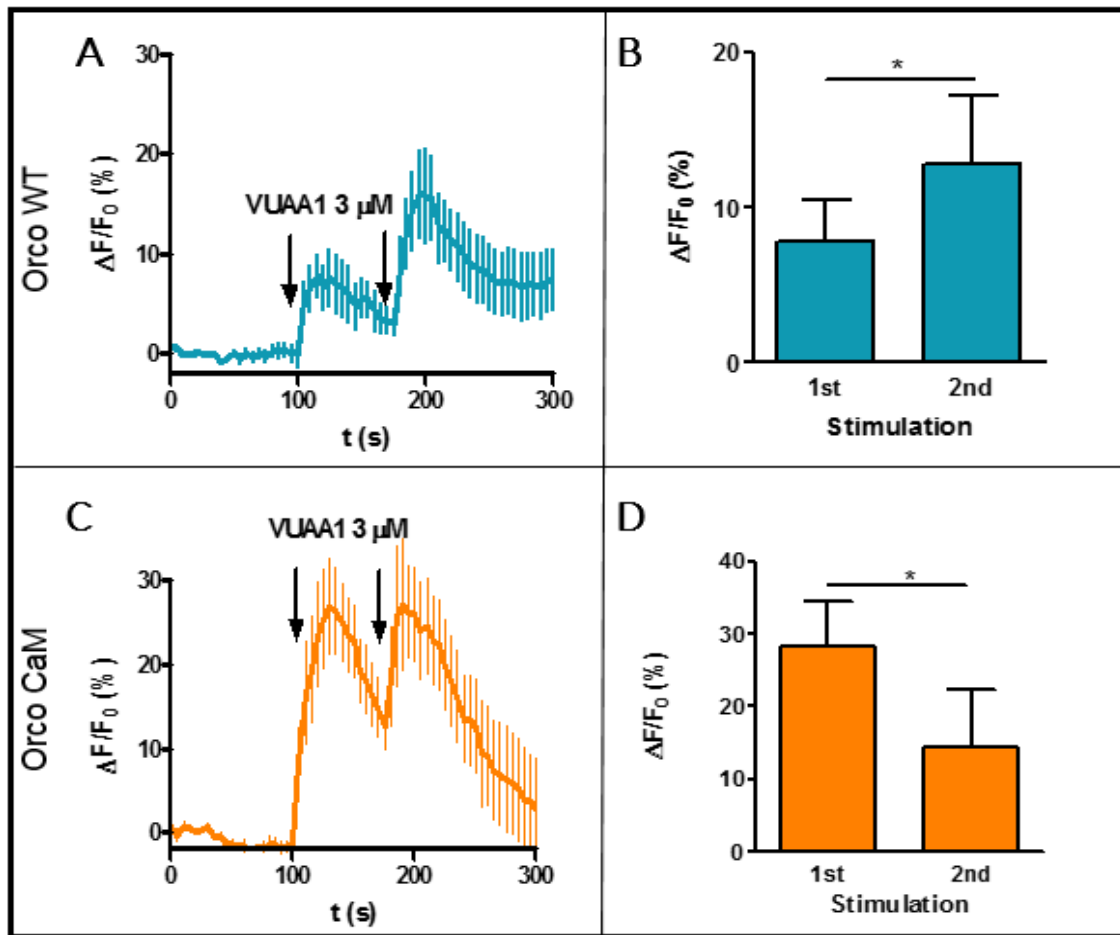 A
Orco WT
ΔF/F0 (%)
30
20
10
0
VUAA1 3 μM
0 100 200 300
t (s)
B
*
ΔF/F0 (%)
20
10
0
1st 2nd
Stimulation
C
Orco CaM
ΔF/F0 (%)
30
20
10
0
VUAA1 3 μM
0 100 200 300
t (s)
D
*
ΔF/F0 (%)
40
30
20
10
0
1st 2nd
Stimulation